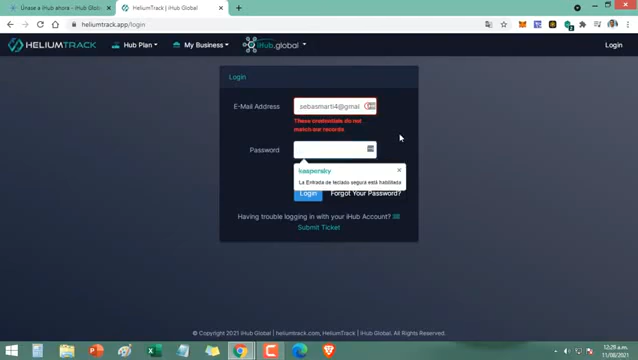 Únase a iHub ahora - iHub Glob
HeliumTrack | iHub Global
heliumtrack.app/login
HELIUMTRACK
Hub Plan
My Business
iHub.global
Login
Login
E-Mail Address
sebasmarti4@gmai
These credentials do not
match our records.
Password
kaspersky
La Entrada de teclado segura está habilitada
Login
Forgot Your Password?
Having trouble logging in with your iHub Account?
Submit Ticket
© Copyright 2021 iHub Global | heliumtrack.com, HeliumTrack | iHub Global. All Rights Reserved.
12:29 a.m.
11/08/2021